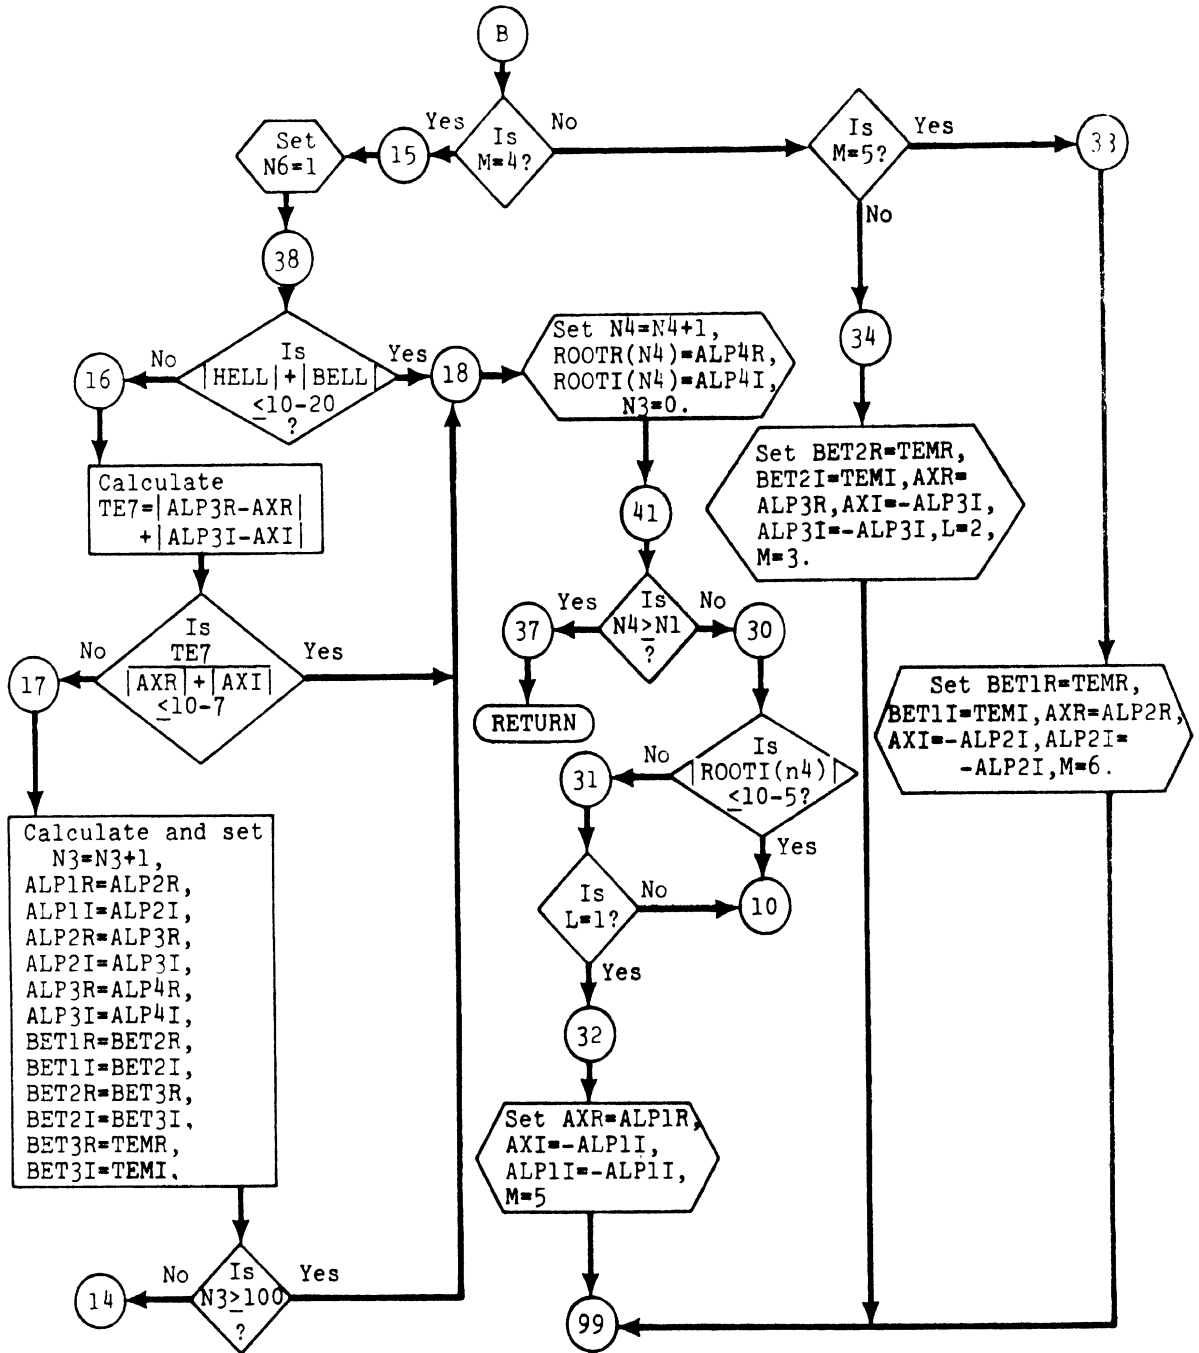 B
Is
M=4?
Yes
No
15
Set
N6=1
38
Is
|HELL|+|BELL|
≤10-20
?
No
Yes
16
Calculate
TE7=|ALP3R-AXR|
+|ALP3I-AXI|
Is
TE7
|AXR|+|AXI|
≤10-7
No
Yes
17
Calculate and set
N3=N3+1,
ALP1R=ALP2R,
ALP1I=ALP2I,
ALP2R=ALP3R,
ALP2I=ALP3I,
ALP3R=ALP4R,
ALP3I=ALP4I,
BET1R=BET2R,
BET1I=BET2I,
BET2R=BET3R,
BET2I=BET3I,
BET3R=TEMR,
BET3I=TEMI.
Is
N3≥100
?
No
Yes
14
18
Set N4=N4+1,
ROOTR(N4)=ALP4R,
ROOTI(N4)=ALP4I,
N3=0.
41
Is
N4≥N1
?
Yes
No
37
RETURN
30
Is
|ROOTI(n4)|
≤10-5?
No
Yes
31
10
Is
L=1?
No
Yes
32
Set AXR=ALP1R,
AXI=-ALP1I,
ALP1I=-ALP1I,
M=5
99
Is
M=5?
Yes
No
33
34
Set BET2R=TEMR,
BET2I=TEMI,AXR=
ALP3R,AXI=-ALP3I,
ALP3I=-ALP3I,L=2,
M=3.
Set BET1R=TEMR,
BET1I=TEMI,AXR=ALP2R,
AXI=-ALP2I,ALP2I=
-ALP2I,M=6.